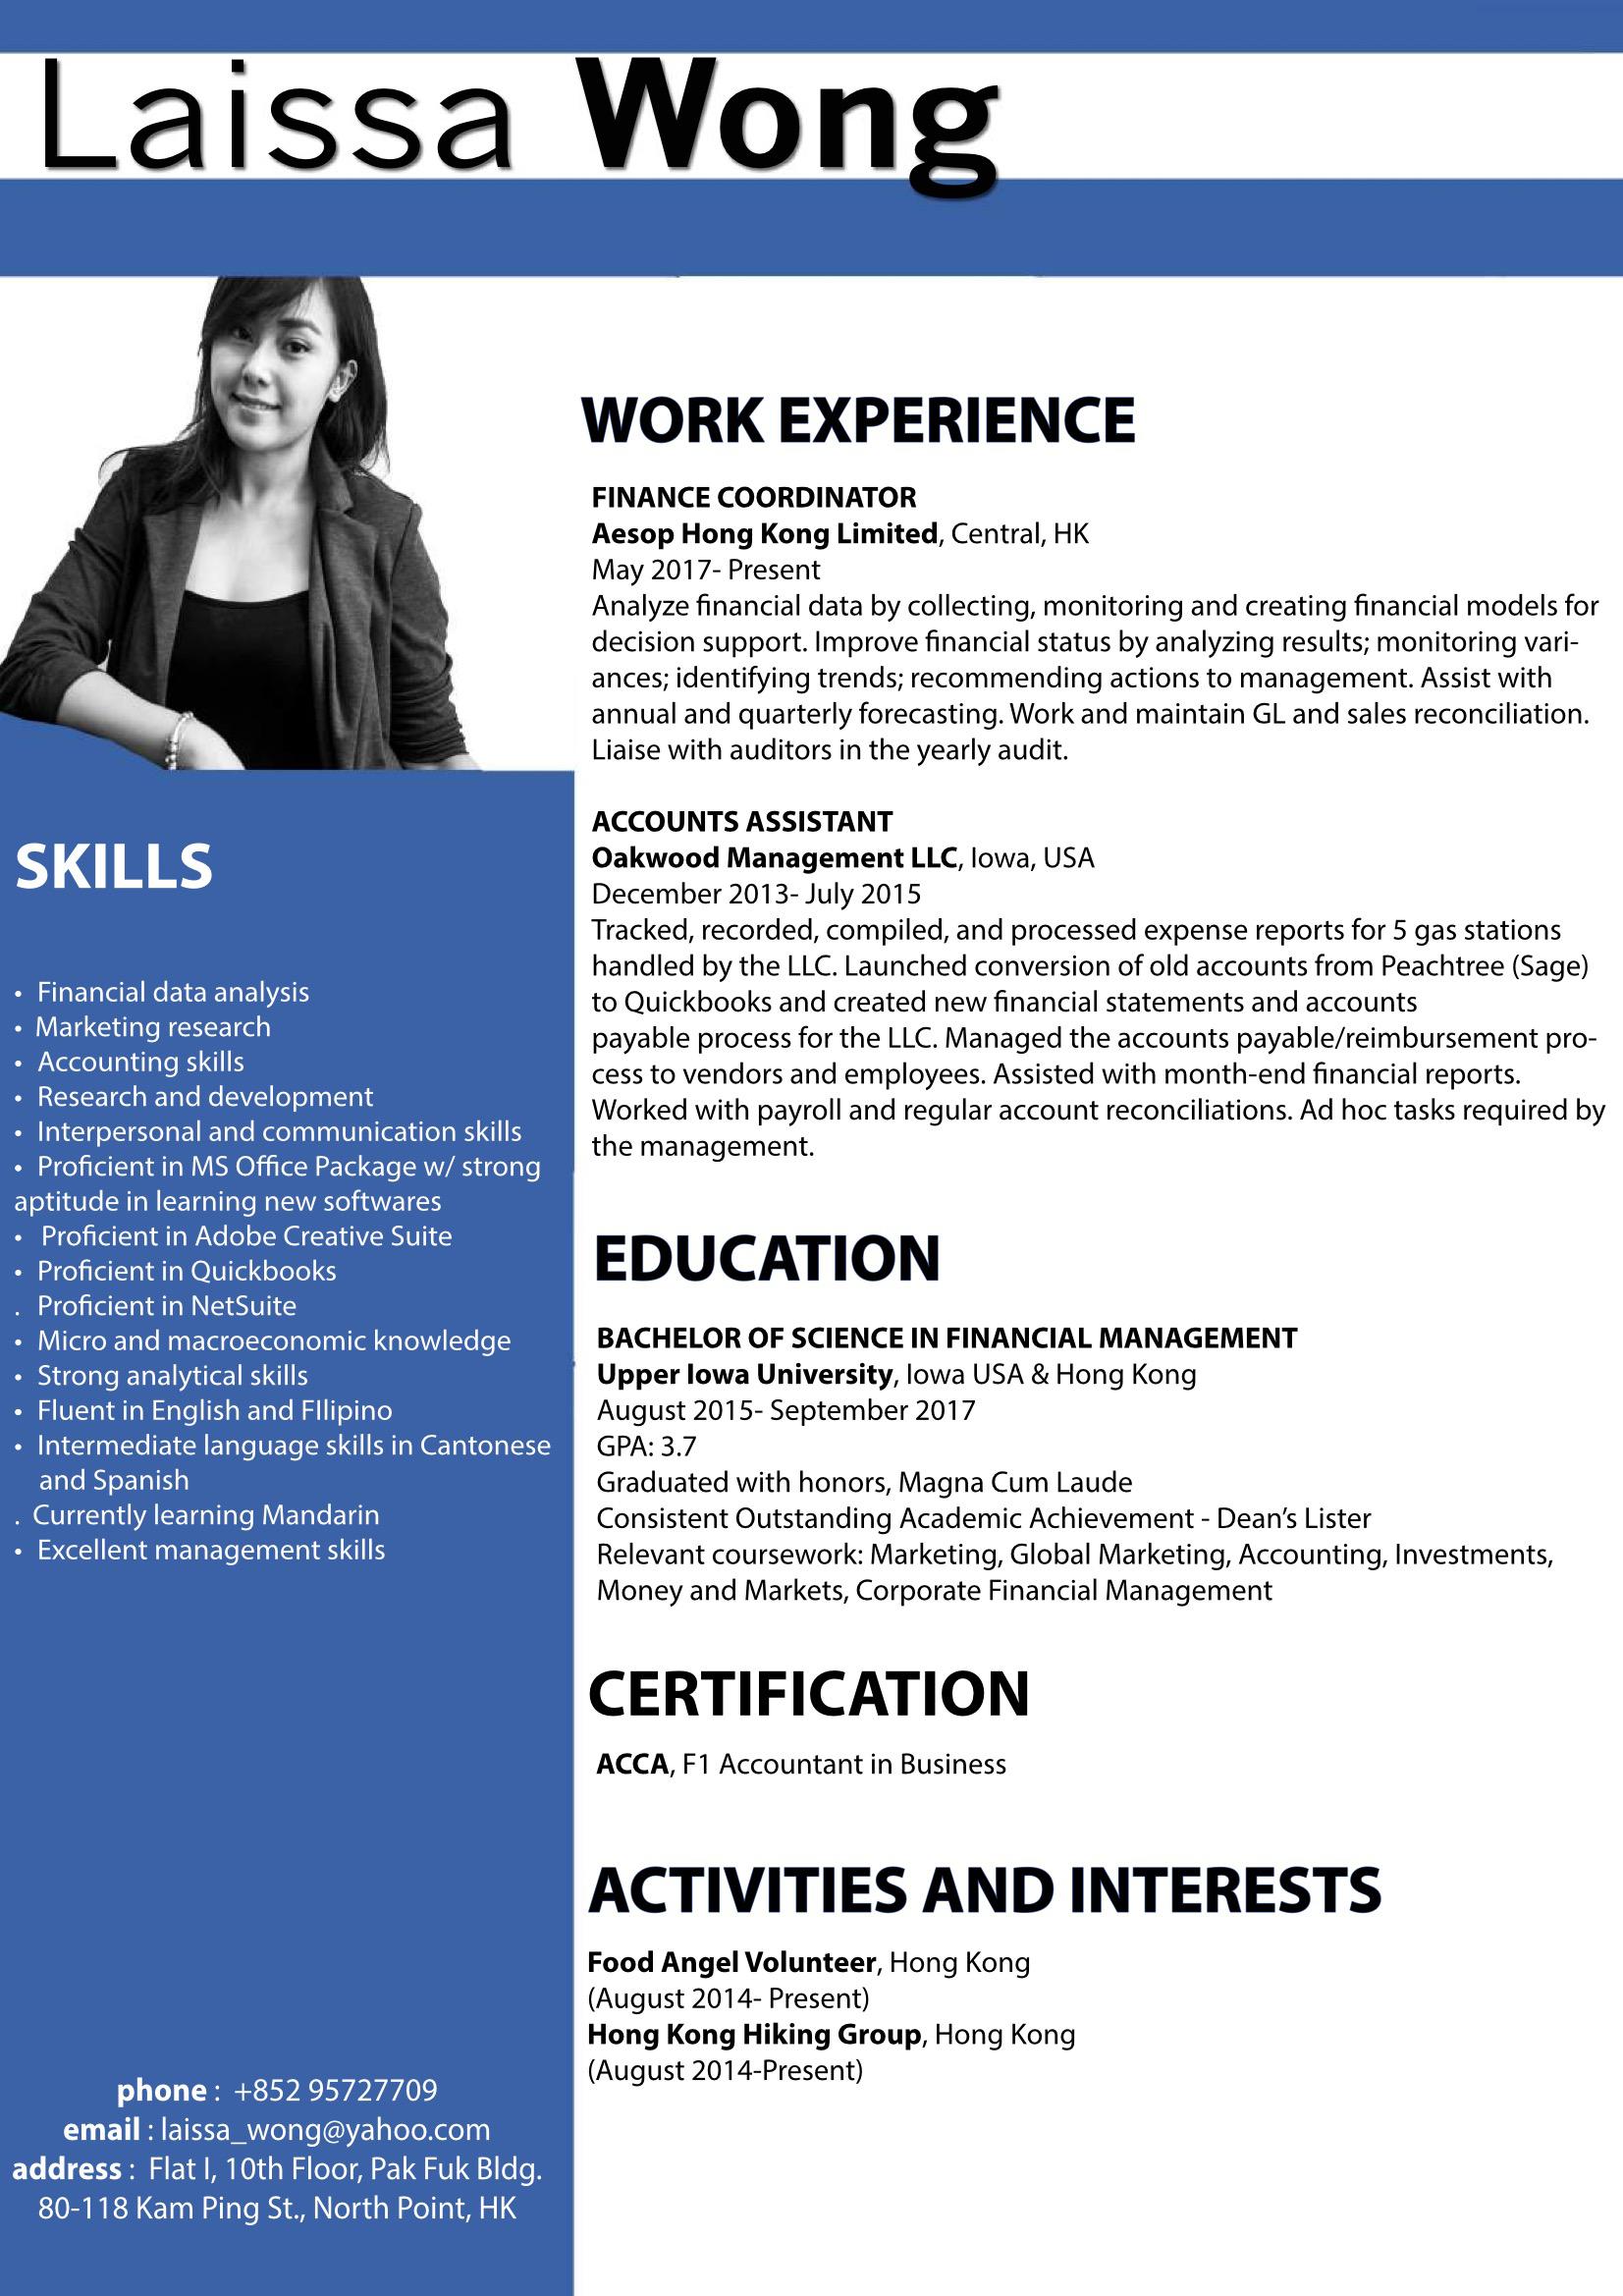 Laissa Wong
WORK EXPERIENCE
FINANCE COORDINATOR
Aesop Hong Kong Limited, Central, HK
May 2017- Present
Analyze financial data by collecting, monitoring and creating financial models for
decision support. Improve financial status by analyzing results; monitoring vari-
ances; identifying trends; recommending actions to management. Assist with
annual and quarterly forecasting. Work and maintain GL and sales reconciliation.
Liaise with auditors in the yearly audit.
ACCOUNTS ASSISTANT
Oakwood Management LLC, Iowa, USA
December 2013- July 2015
Tracked, recorded, compiled, and processed expense reports for 5 gas stations
handled by the LLC. Launched conversion of old accounts from Peachtree (Sage)
to Quickbooks and created new financial statements and accounts
payable process for the LLC. Managed the accounts payable/reimbursement pro-
cess to vendors and employees. Assisted with month-end financial reports.
Worked with payroll and regular account reconciliations. Ad hoc tasks required by
the management.
EDUCATION
BACHELOR OF SCIENCE IN FINANCIAL MANAGEMENT
Upper Iowa University, Iowa USA & Hong Kong
August 2015- September 2017
GPA: 3.7
Graduated with honors, Magna Cum Laude
Consistent Outstanding Academic Achievement - Dean’s Lister
Relevant coursework: Marketing, Global Marketing, Accounting, Investments,
Money and Markets, Corporate Financial Management
CERTIFICATION
ACCA, F1 Accountant in Business
ACTIVITIES AND INTERESTS
Food Angel Volunteer, Hong Kong
(August 2014- Present)
Hong Kong Hiking Group, Hong Kong
(August 2014-Present)
SKILLS
• Financial data analysis
• Marketing research
• Accounting skills
• Research and development
• Interpersonal and communication skills
• Proficient in MS Office Package w/ strong
aptitude in learning new softwares
• Proficient in Adobe Creative Suite
• Proficient in Quickbooks
. Proficient in NetSuite
• Micro and macroeconomic knowledge
• Strong analytical skills
• Fluent in English and FIlipino
• Intermediate language skills in Cantonese
and Spanish
. Currently learning Mandarin
• Excellent management skills
phone : +852 95727709
email : laissa_wong@yahoo.com
address : Flat I, 10th Floor, Pak Fuk Bldg.
80-118 Kam Ping St., North Point, HK